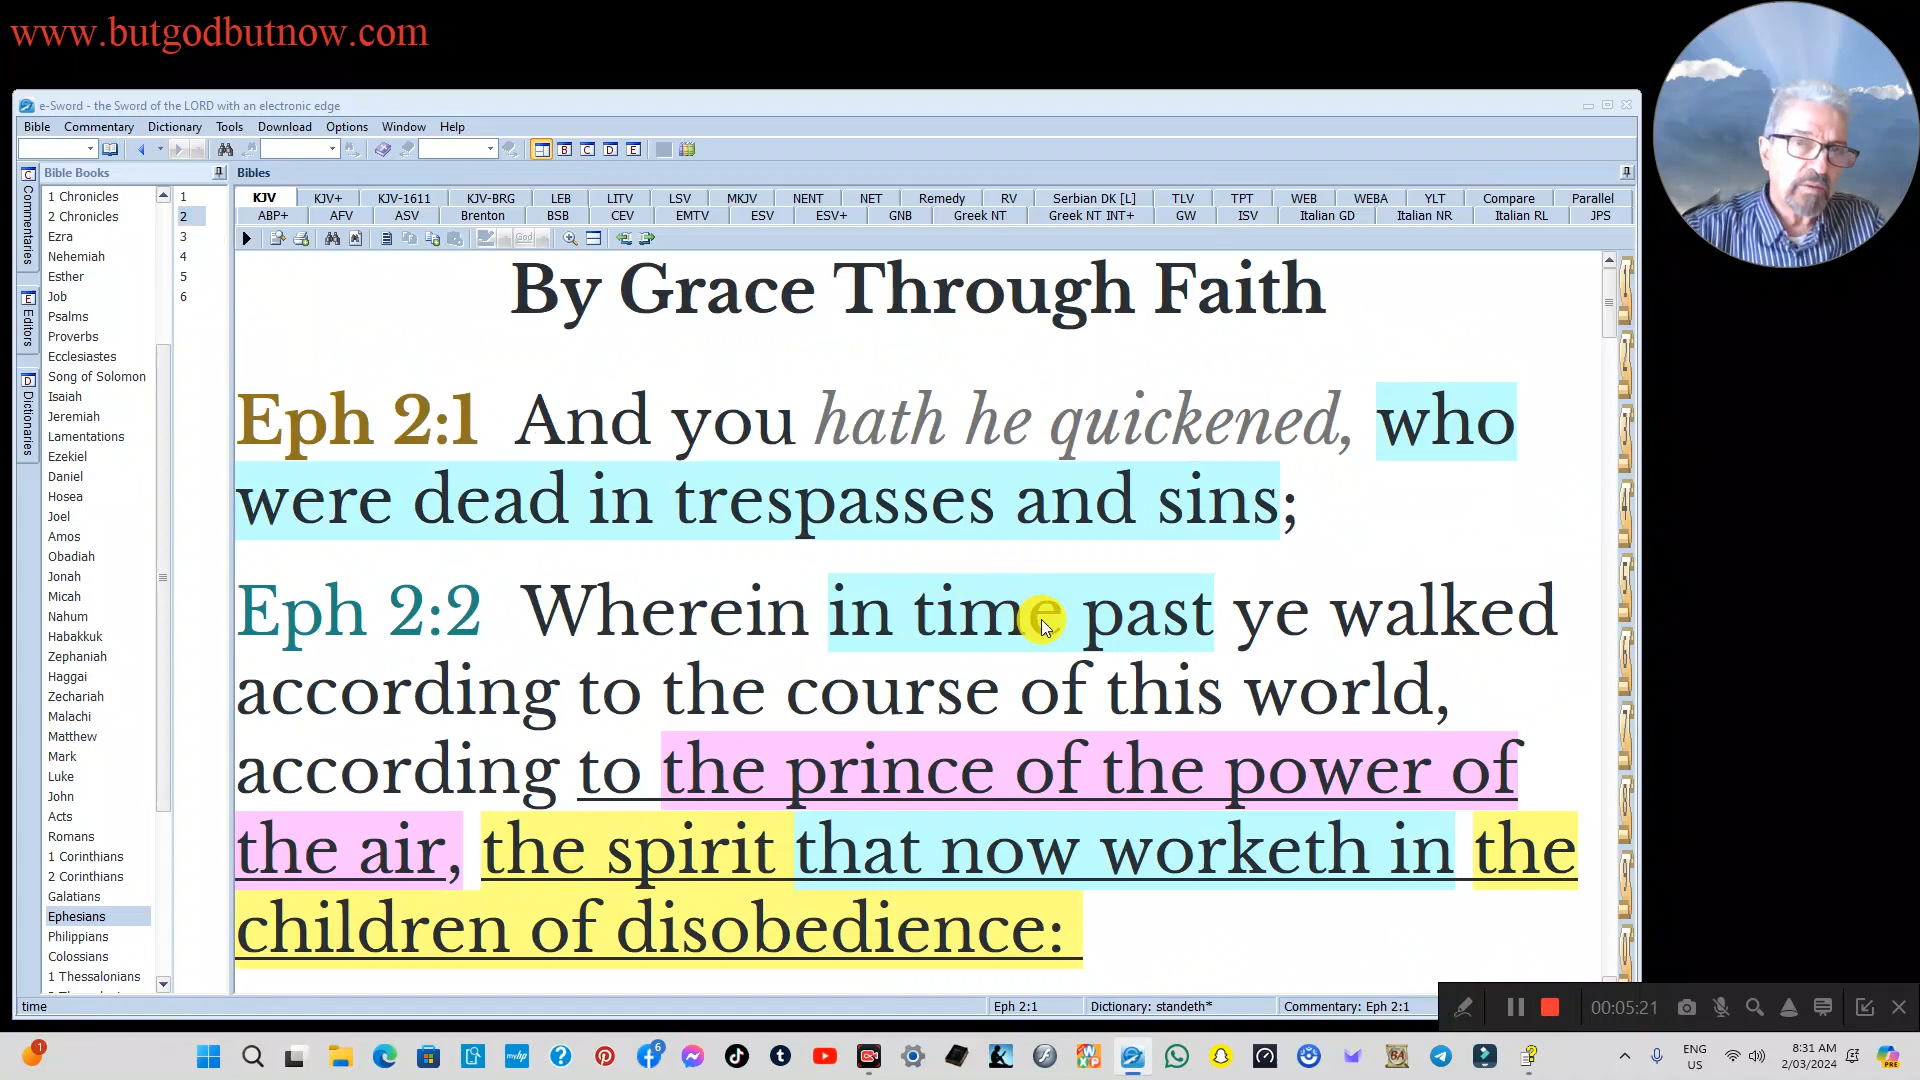 www.butgodbutnow.com
e-Sword - the Sword of the LORD with an electronic edge
Bible Commentary Dictionary Tools Download Options Window Help
B C D E
Bible Books
Bibles
C Commentaries
E Editors
D Dictionaries
1 Chronicles
2 Chronicles
Ezra
Nehemiah
Esther
Job
Psalms
Proverbs
Ecclesiastes
Song of Solomon
Isaiah
Jeremiah
Lamentations
Ezekiel
Daniel
Hosea
Joel
Amos
Obadiah
Jonah
Micah
Nahum
Habakkuk
Zephaniah
Haggai
Zechariah
Malachi
Matthew
Mark
Luke
John
Acts
Romans
1 Corinthians
2 Corinthians
Galatians
Ephesians
Philippians
Colossians
1 Thessalonians
1
2
3
4
5
6
KJV KJV+ KJV-1611 KJV-BRG LEB LITV LSV MKJV NENT NET Remedy RV Serbian DK [L] TLV TPT WEB WEBA YLT Compare Parallel
ABP+ AFV ASV Brenton BSB CEV EMTV ESV ESV+ GNB Greek NT Greek NT INT+ GW ISV Italian GD Italian NR Italian RL JPS
By Grace Through Faith
Eph 2:1 And you hath he quickened, who
were dead in trespasses and sins;
Eph 2:2 Wherein in time past ye walked
according to the course of this world,
according to the prince of the power of
the air, the spirit that now worketh in the
children of disobedience:
time
Eph 2:1
Dictionary: standeth*
Commentary: Eph 2:1
00:05:21
ENG
US
8:31 AM
2/03/2024